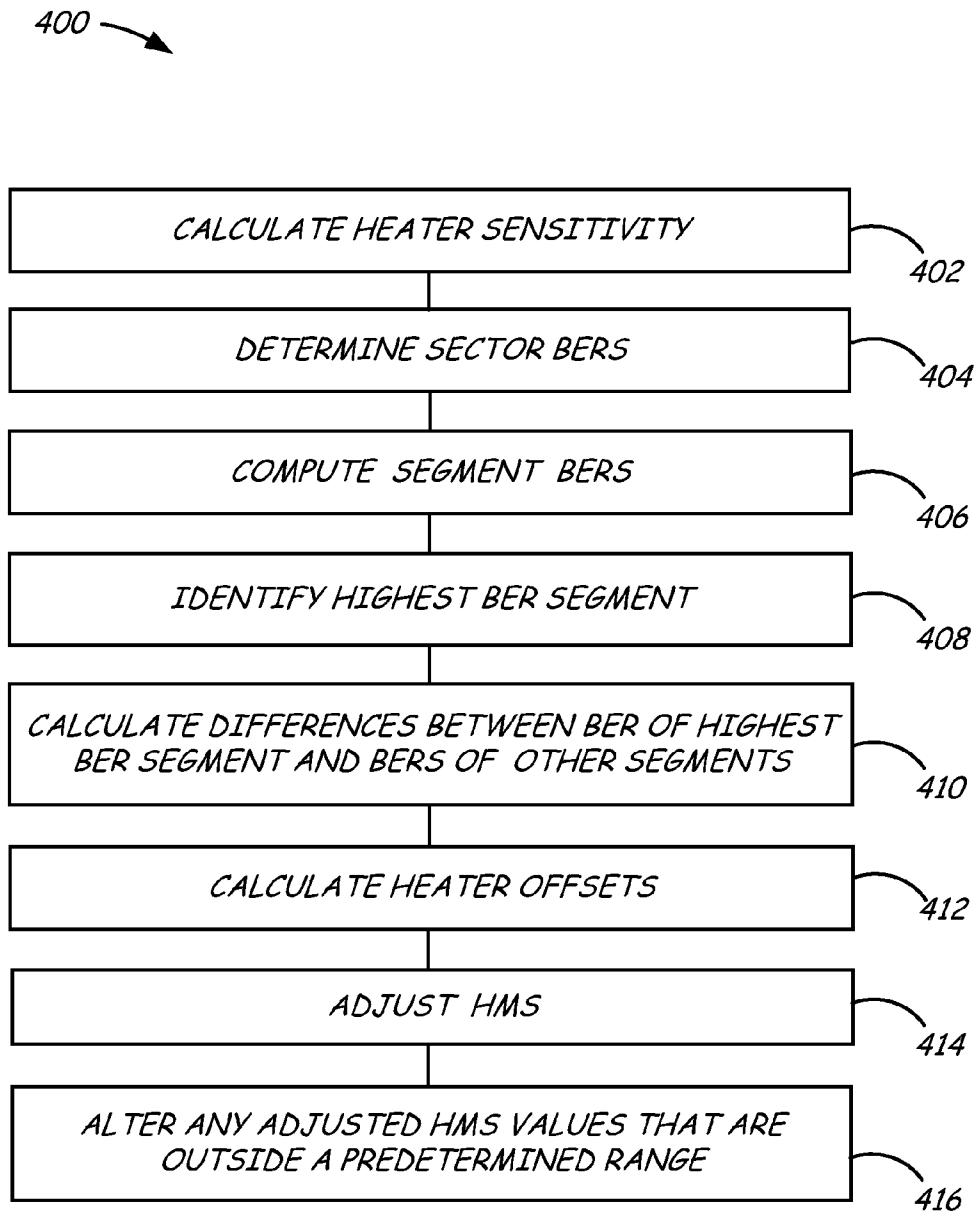 400
CALCULATE HEATER SENSITIVITY
402
DETERMINE SECTOR BERS
404
COMPUTE SEGMENT BERS
406
IDENTIFY HIGHEST BER SEGMENT
408
CALCULATE DIFFERENCES BETWEEN BER OF HIGHEST
BER SEGMENT AND BERS OF OTHER SEGMENTS
410
CALCULATE HEATER OFFSETS
412
ADJUST HMS
414
ALTER ANY ADJUSTED HMS VALUES THAT ARE
OUTSIDE A PREDETERMINED RANGE
416